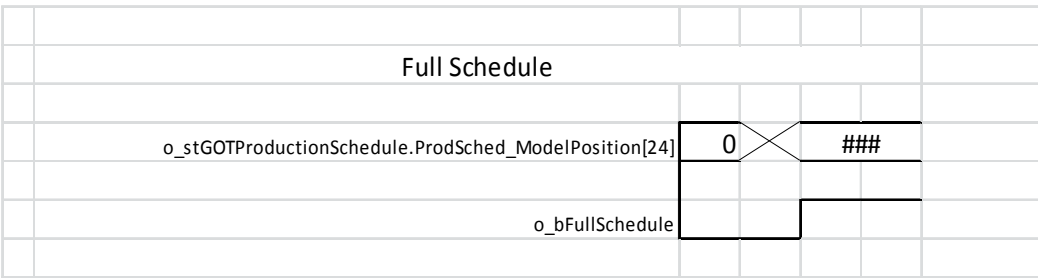 Full Schedule
o_stGOTProductionSchedule.ProdSched_ModelPosition[24] 0 ###
o_bFullSchedule